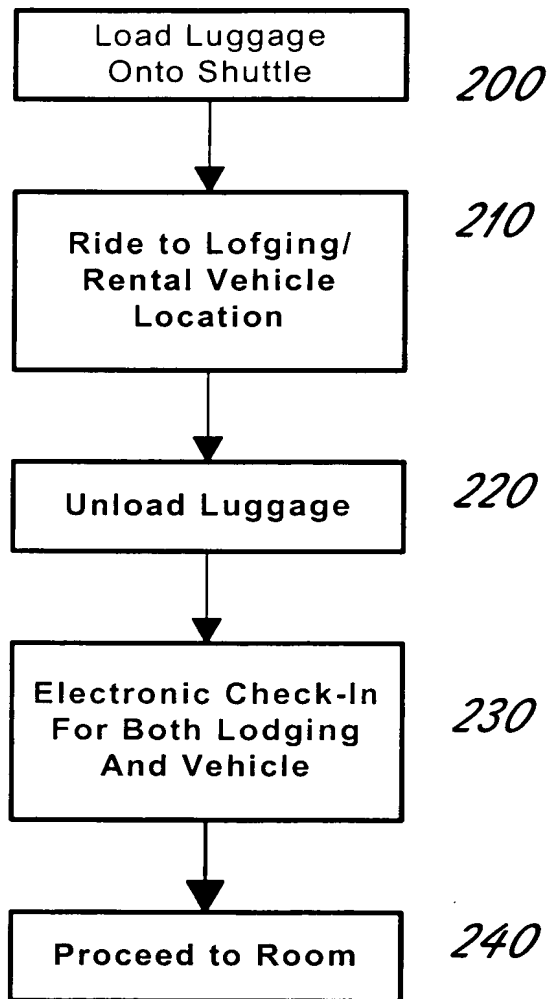 Load Luggage
Onto Shuttle
200
Ride to Lofging/
Rental Vehicle
Location
210
Unload Luggage
220
Electronic Check-In
For Both Lodging
And Vehicle
230
Proceed to Room
240